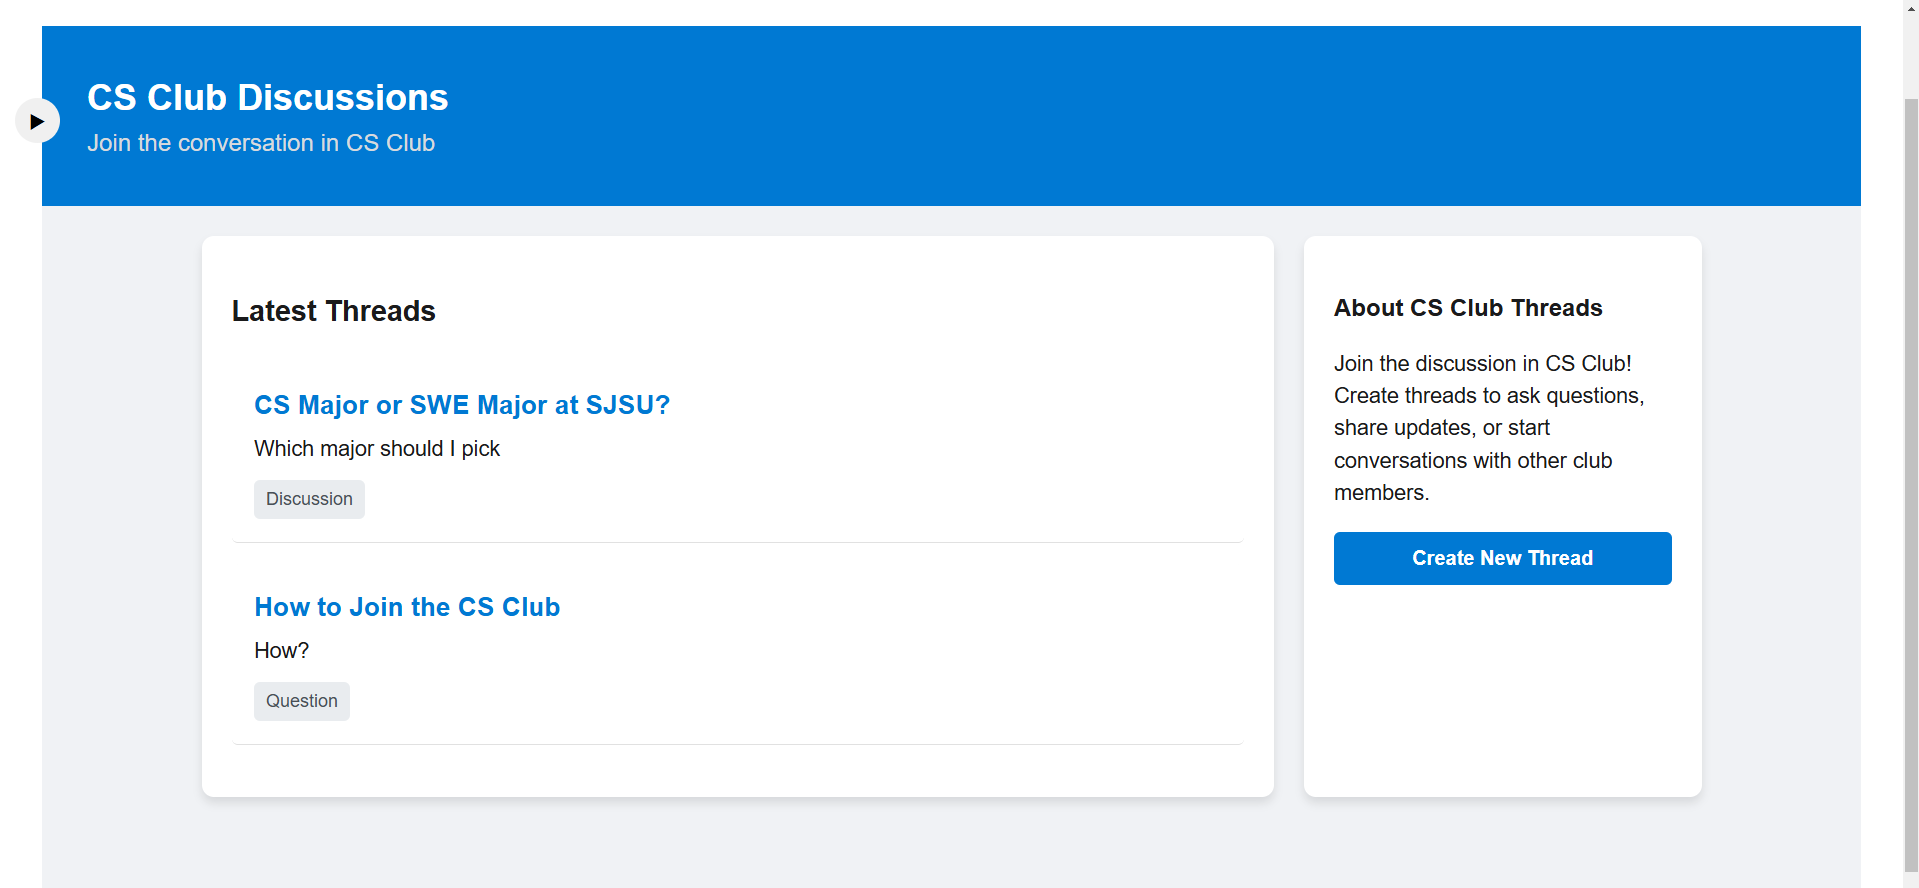 CS Club Discussions
Join the conversation in CS Club
Latest Threads
CS Major or SWE Major at SJSU?
Which major should I pick
Discussion
How to Join the CS Club
How?
Question
About CS Club Threads
Join the discussion in CS Club!
Create threads to ask questions,
share updates, or start
conversations with other club
members.
Create New Thread